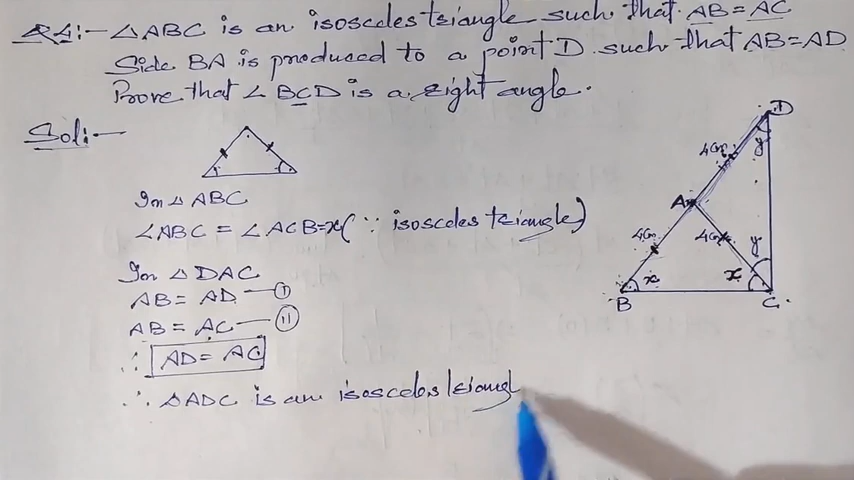 Q4:- △ABC is an isosceles triangle such that AB = AC
Side BA is produced to a point D such that AB = AD.
Prove that ∠BCD is a right angle.
Sol:-
In △ ABC
∠ABC = ∠ACB = x (∵ isosceles triangle)
In △ DAC
AB = AD — I
AB = AC — II
∴ AD = AC
∴ △ADC is an isosceles triangl
D
y
4cm
A
4cm
4cm
y
x
x
B
C